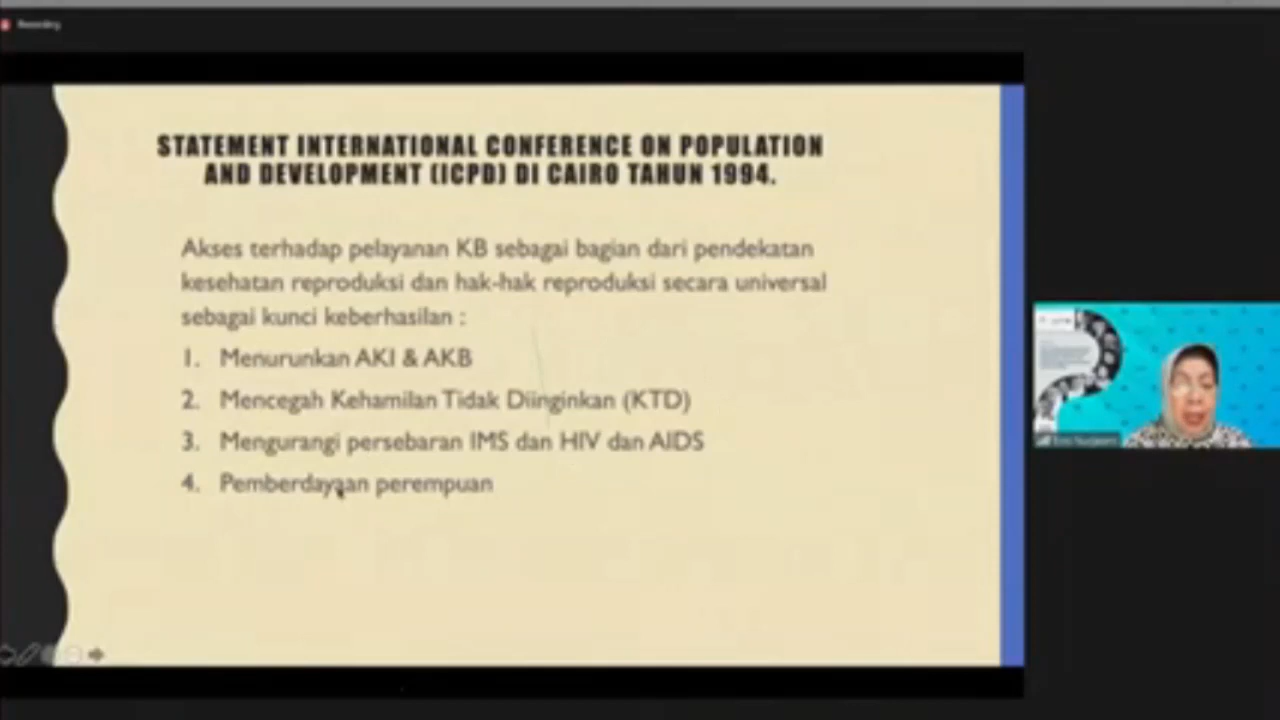 Recording
STATEMENT INTERNATIONAL CONFERENCE ON POPULATION
AND DEVELOPMENT (ICPD) DI CAIRO TAHUN 1994.
Akses terhadap pelayanan KB sebagai bagian dari pendekatan
kesehatan reproduksi dan hak-hak reproduksi secara universal
sebagai kunci keberhasilan :
1. Menurunkan AKI & AKB
2. Mencegah Kehamilan Tidak Diinginkan (KTD)
3. Mengurangi persebaran IMS dan HIV dan AIDS
4. Pemberdayaan perempuan